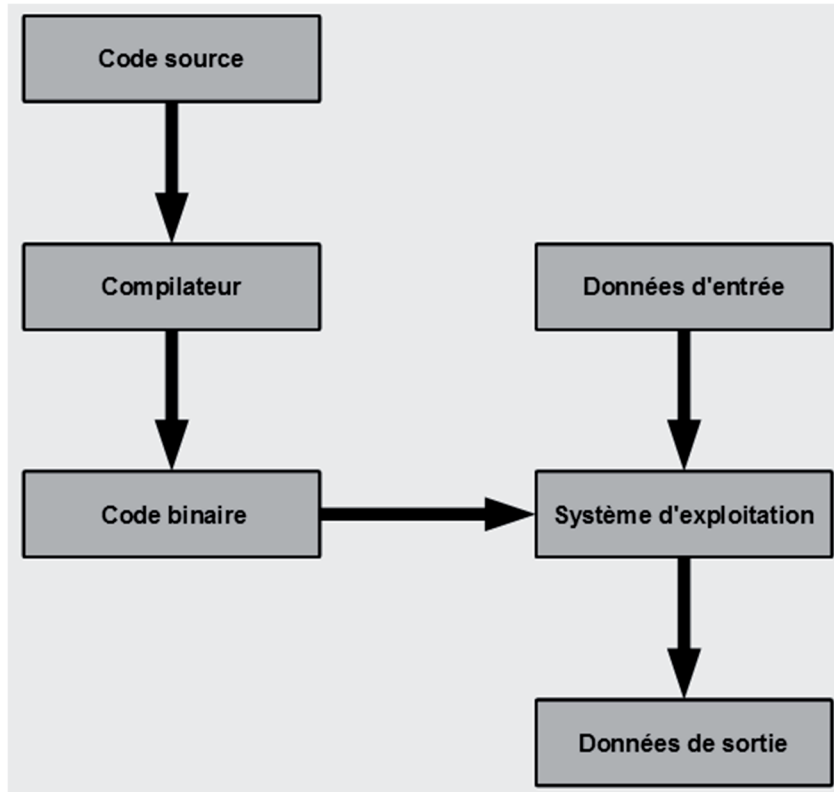 Code source
Compilateur
Données d'entrée
Code binaire
Système d'exploitation
Données de sortie